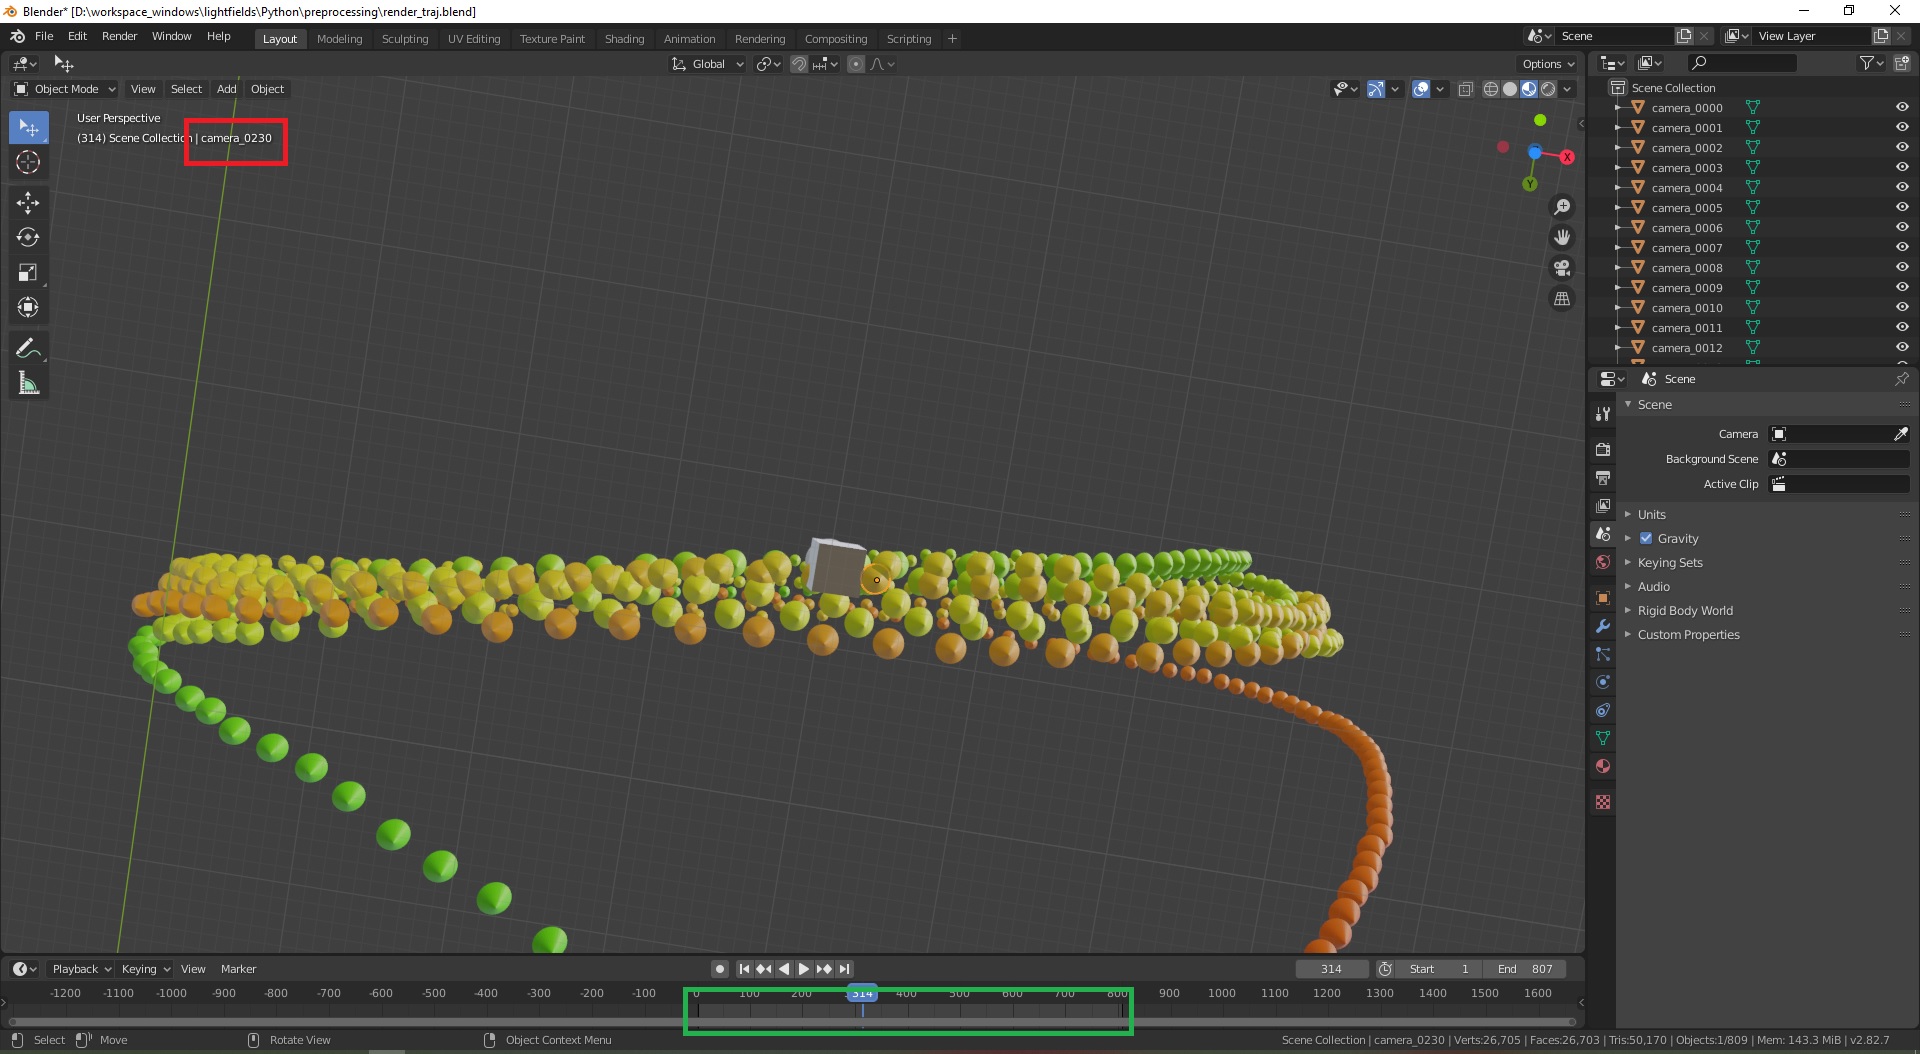 Blender* [D:\workspace_windows\lightfields\Python\preprocessing\render_traj.blend]
File Edit Render Window Help Layout Modeling Sculpting UV Editing Texture Paint Shading Animation Rendering Compositing Scripting + Scene View Layer
Global Options
Object Mode View Select Add Object
User Perspective
(314) Scene Collection | camera_0230
X
Y
Scene Collection
camera_0000
camera_0001
camera_0002
camera_0003
camera_0004
camera_0005
camera_0006
camera_0007
camera_0008
camera_0009
camera_0010
camera_0011
camera_0012
Scene
Scene
Camera
Background Scene
Active Clip
Units
Gravity
Keying Sets
Audio
Rigid Body World
Custom Properties
Playback Keying View Marker 314 Start 1 End 807
-1200 -1100 -1000 -900 -800 -700 -600 -500 -400 -300 -200 -100 0 100 200 314 400 500 600 700 800 900 1000 1100 1200 1300 1400 1500 1600
Select Move Rotate View Object Context Menu Scene Collection | camera_0230 | Verts:26,705 | Faces:26,703 | Tris:50,170 | Objects:1/809 | Mem: 143.3 MiB | v2.82.7